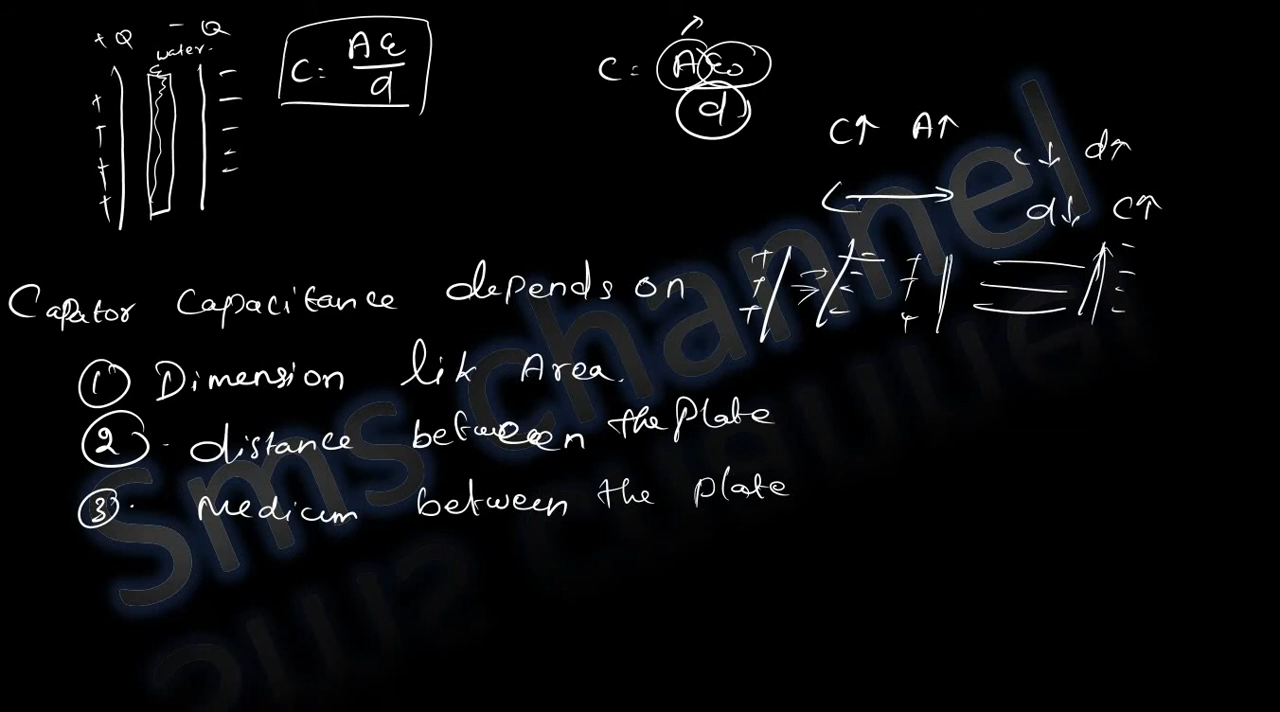 + Q - Q
water.
ε
C = Aε/d
C = Aε₀/d
C↑ A↑
C↓ d↑
d↓ C↑
Capator Capacitance depends on
① Dimension lik Area.
② . distance between the Plate
③ . Medium between the plate
Sms channel